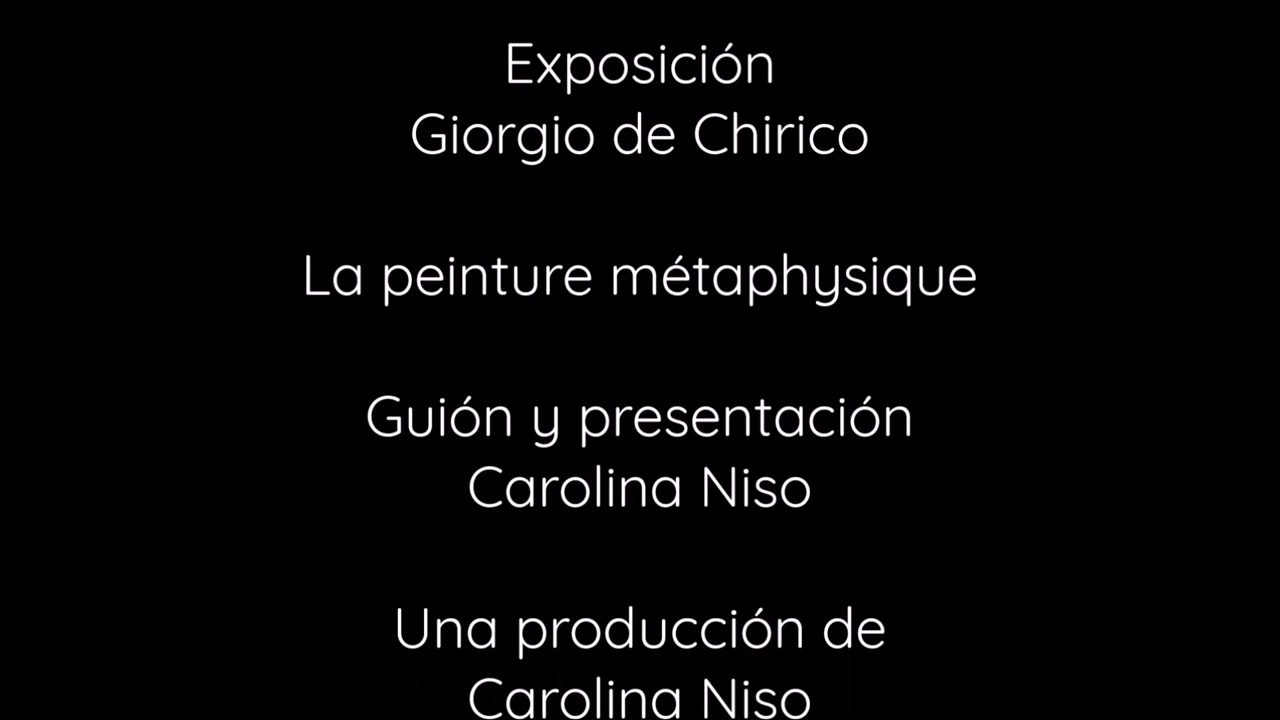 Exposición
Giorgio de Chirico
La peinture métaphysique
Guión y presentación
Carolina Niso
Una producción de
Carolina Niso